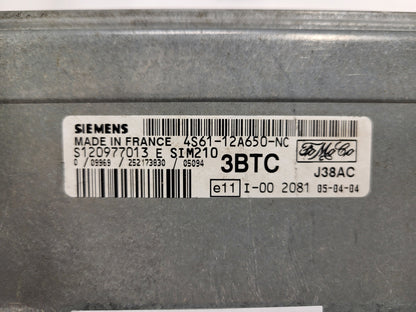 SIEMENS
MADE IN FRANCE 4S61-12A650-NC
S120977013 E SIM210 3BTC FoMoCo
0 / 09969 / 252173830 / 05094
J38AC
e11 I-00 2081 05-04-04